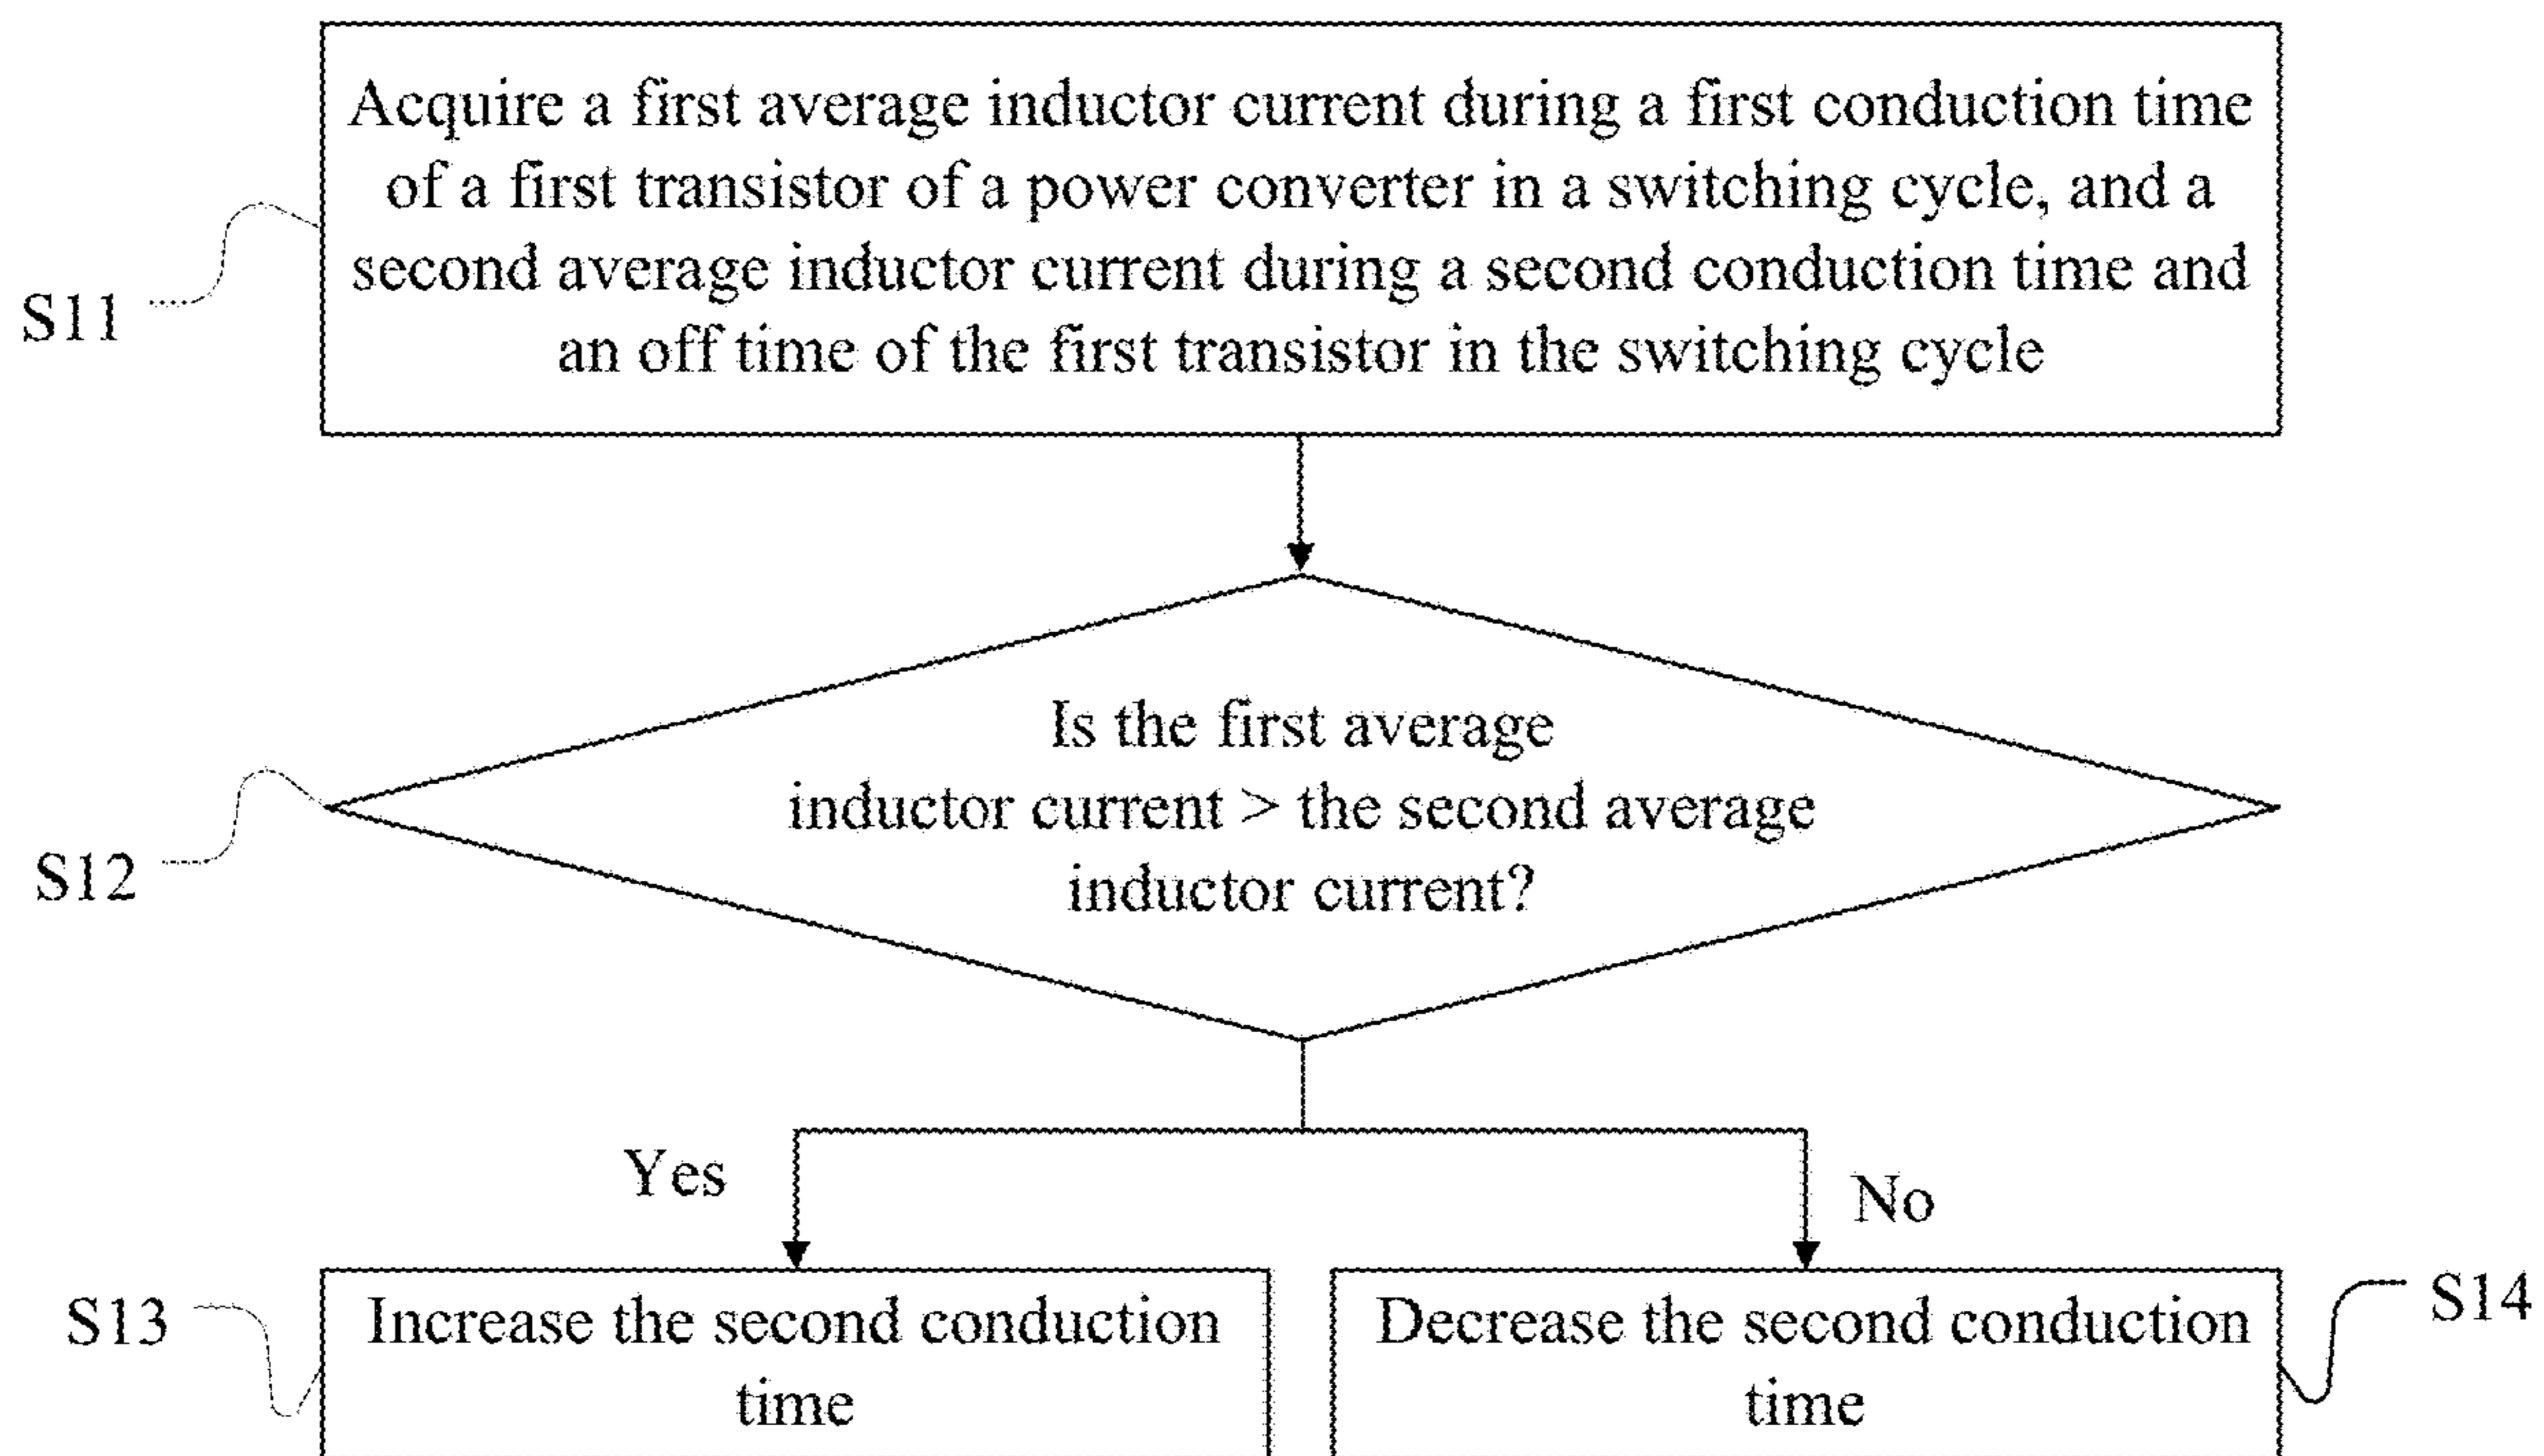 Acquire a first average inductor current during a first conduction time
of a first transistor of a power converter in a switching cycle, and a
second average inductor current during a second conduction time and
an off time of the first transistor in the switching cycle
S11
Is the first average
inductor current > the second average
inductor current?
S12
Yes
No
S13
Increase the second conduction
time
Decrease the second conduction
time
S14